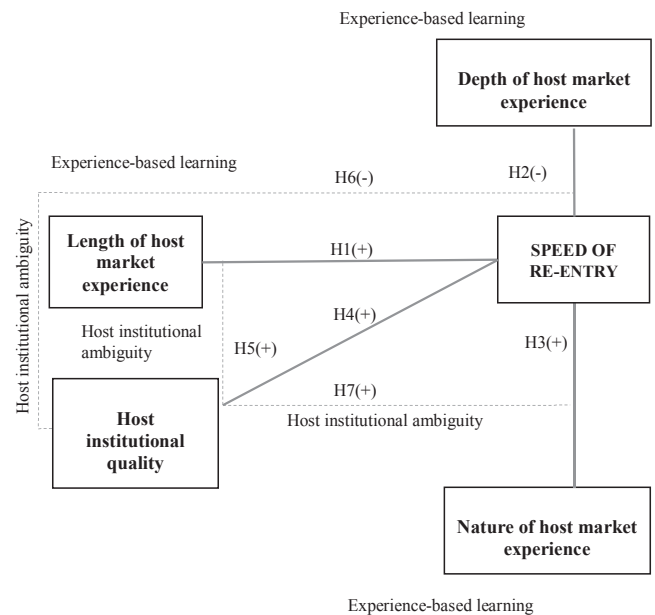 Experience-based learning
Depth of host market
experience
Experience-based learning
H6(-)
H2(-)
Host institutional ambiguity
Length of host
market
experience
H1(+)
SPEED OF
RE-ENTRY
H4(+)
H3(+)
Host institutional
ambiguity
H5(+)
H7(+)
Host institutional ambiguity
Host
institutional
quality
Nature of host market
experience
Experience-based learning